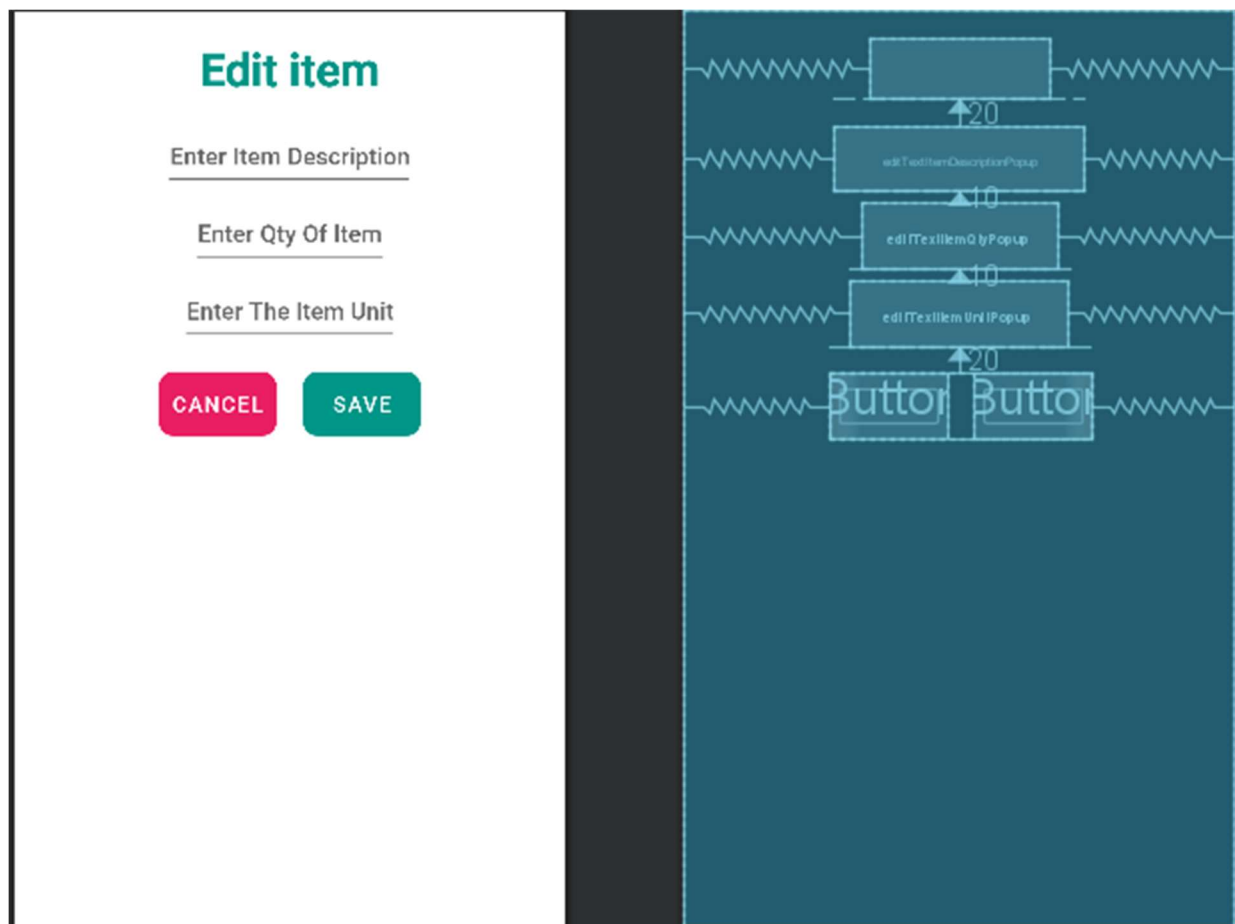 Edit item
Enter Item Description
Enter Qty Of Item
Enter The Item Unit
CANCEL SAVE
20
editTextItemDescriptionPopup
10
editTextItemQtyPopup
10
editTextItemUnitPopup
20
Button Button